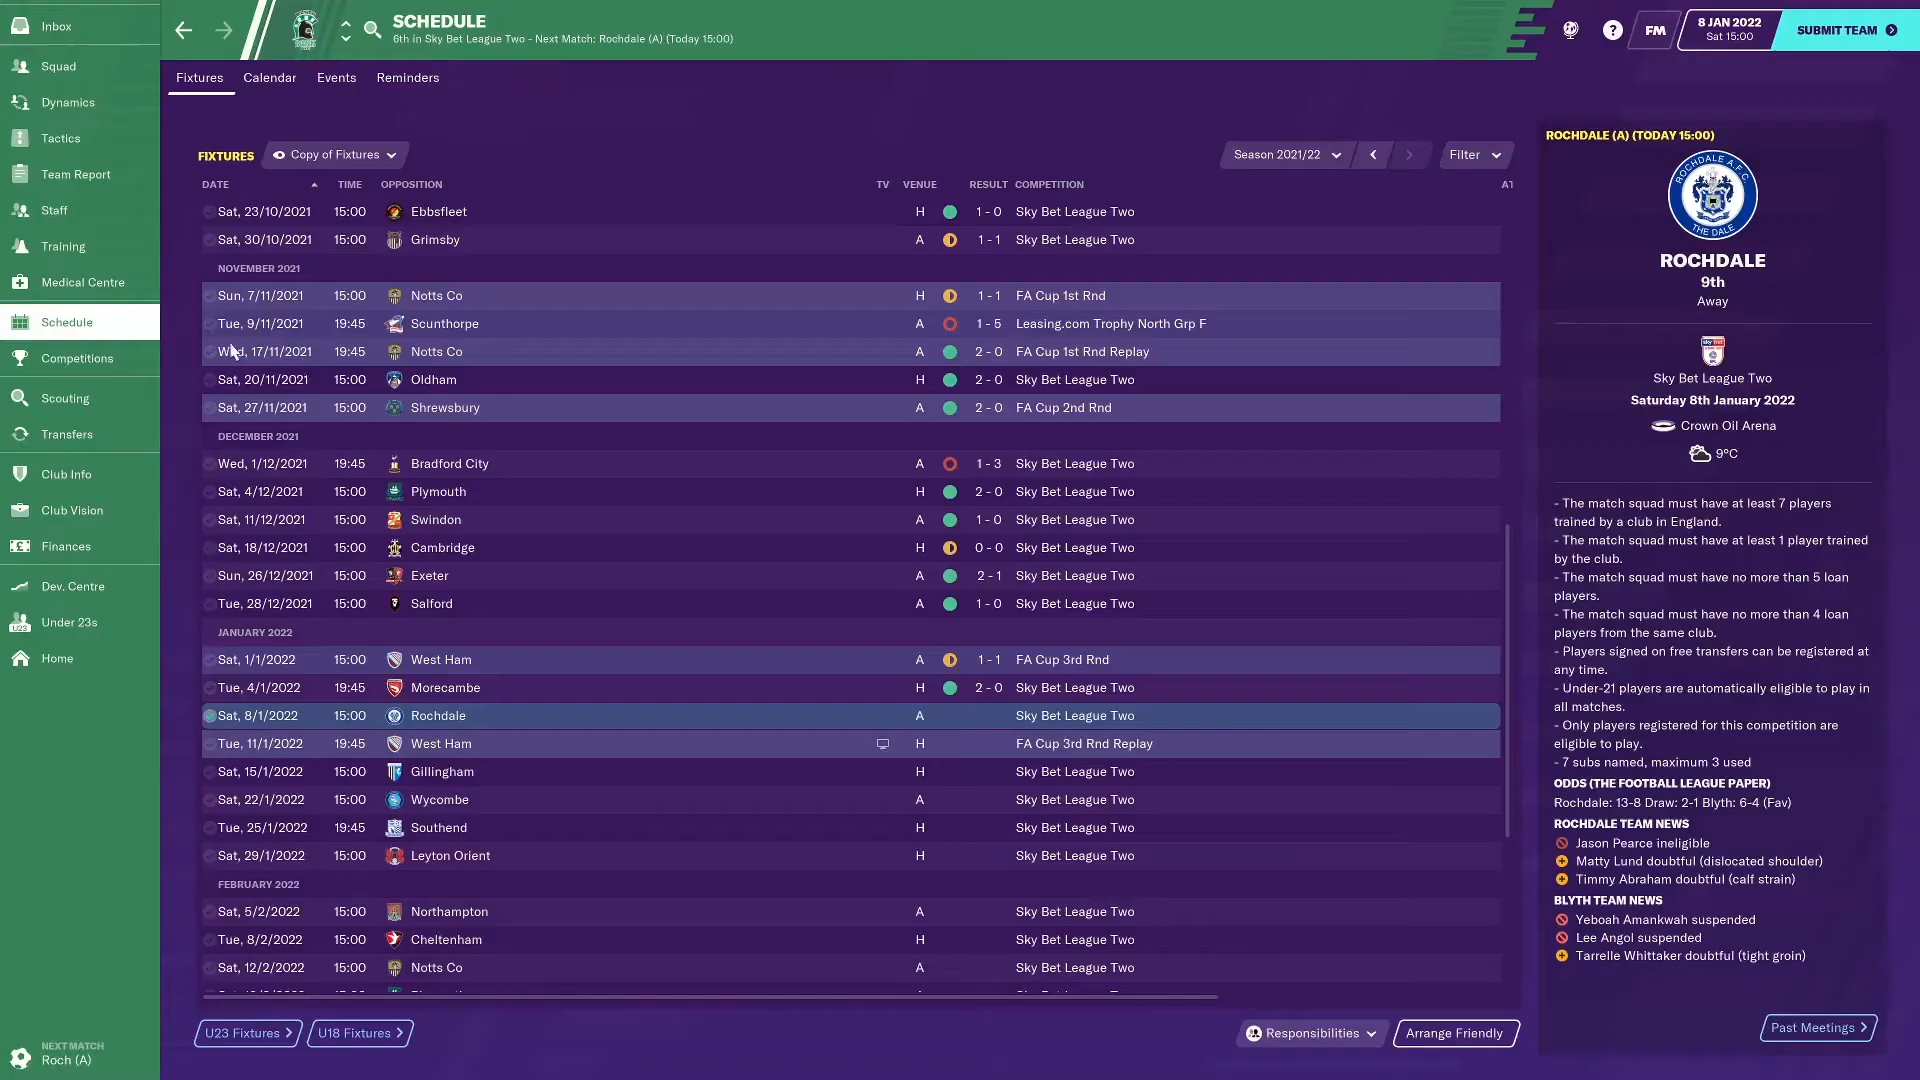 Inbox
Squad
Dynamics
Tactics
Team Report
Staff
Training
Medical Centre
Schedule
Competitions
Scouting
Transfers
Club Info
Club Vision
Finances
Dev. Centre
U23
Under 23s
Home
NEXT MATCH
Roch (A)
SCHEDULE
6th in Sky Bet League Two - Next Match: Rochdale (A) (Today 15:00)
?
FM
8 JAN 2022
Sat 15:00
SUBMIT TEAM
Fixtures Calendar Events Reminders
FIXTURES Copy of Fixtures Season 2021/22 Filter
DATE TIME OPPOSITION TV VENUE RESULT COMPETITION
Sat, 23/10/2021 15:00 Ebbsfleet H 1 - 0 Sky Bet League Two
Sat, 30/10/2021 15:00 Grimsby A 1 - 1 Sky Bet League Two
NOVEMBER 2021
Sun, 7/11/2021 15:00 Notts Co H 1 - 1 FA Cup 1st Rnd
Tue, 9/11/2021 19:45 Scunthorpe A 1 - 5 Leasing.com Trophy North Grp F
Wed, 17/11/2021 19:45 Notts Co A 2 - 0 FA Cup 1st Rnd Replay
Sat, 20/11/2021 15:00 Oldham H 2 - 0 Sky Bet League Two
Sat, 27/11/2021 15:00 Shrewsbury A 2 - 0 FA Cup 2nd Rnd
DECEMBER 2021
Wed, 1/12/2021 19:45 Bradford City A 1 - 3 Sky Bet League Two
Sat, 4/12/2021 15:00 Plymouth H 2 - 0 Sky Bet League Two
Sat, 11/12/2021 15:00 Swindon A 1 - 0 Sky Bet League Two
Sat, 18/12/2021 15:00 Cambridge H 0 - 0 Sky Bet League Two
Sun, 26/12/2021 15:00 Exeter A 2 - 1 Sky Bet League Two
Tue, 28/12/2021 15:00 Salford A 1 - 0 Sky Bet League Two
JANUARY 2022
Sat, 1/1/2022 15:00 West Ham A 1 - 1 FA Cup 3rd Rnd
Tue, 4/1/2022 19:45 Morecambe H 2 - 0 Sky Bet League Two
Sat, 8/1/2022 15:00 Rochdale A Sky Bet League Two
Tue, 11/1/2022 19:45 West Ham H FA Cup 3rd Rnd Replay
Sat, 15/1/2022 15:00 Gillingham H Sky Bet League Two
Sat, 22/1/2022 15:00 Wycombe A Sky Bet League Two
Tue, 25/1/2022 19:45 Southend H Sky Bet League Two
Sat, 29/1/2022 15:00 Leyton Orient H Sky Bet League Two
FEBRUARY 2022
Sat, 5/2/2022 15:00 Northampton A Sky Bet League Two
Tue, 8/2/2022 15:00 Cheltenham H Sky Bet League Two
Sat, 12/2/2022 15:00 Notts Co A Sky Bet League Two
U23 Fixtures U18 Fixtures Responsibilities Arrange Friendly
ROCHDALE (A) (TODAY 15:00)
ROCHDALE A.F.C.
THE DALE
ROCHDALE
9th
Away
sky bet
EFL
Sky Bet League Two
Saturday 8th January 2022
Crown Oil Arena
9°C
- The match squad must have at least 7 players
trained by a club in England.
- The match squad must have at least 1 player trained
by the club.
- The match squad must have no more than 5 loan
players.
- The match squad must have no more than 4 loan
players from the same club.
- Players signed on free transfers can be registered at
any time.
- Under-21 players are automatically eligible to play in
all matches.
- Only players registered for this competition are
eligible to play.
- 7 subs named, maximum 3 used
ODDS (THE FOOTBALL LEAGUE PAPER)
Rochdale: 13-8 Draw: 2-1 Blyth: 6-4 (Fav)
ROCHDALE TEAM NEWS
Jason Pearce ineligible
Matty Lund doubtful (dislocated shoulder)
Timmy Abraham doubtful (calf strain)
BLYTH TEAM NEWS
Yeboah Amankwah suspended
Lee Angol suspended
Tarrelle Whittaker doubtful (tight groin)
Past Meetings